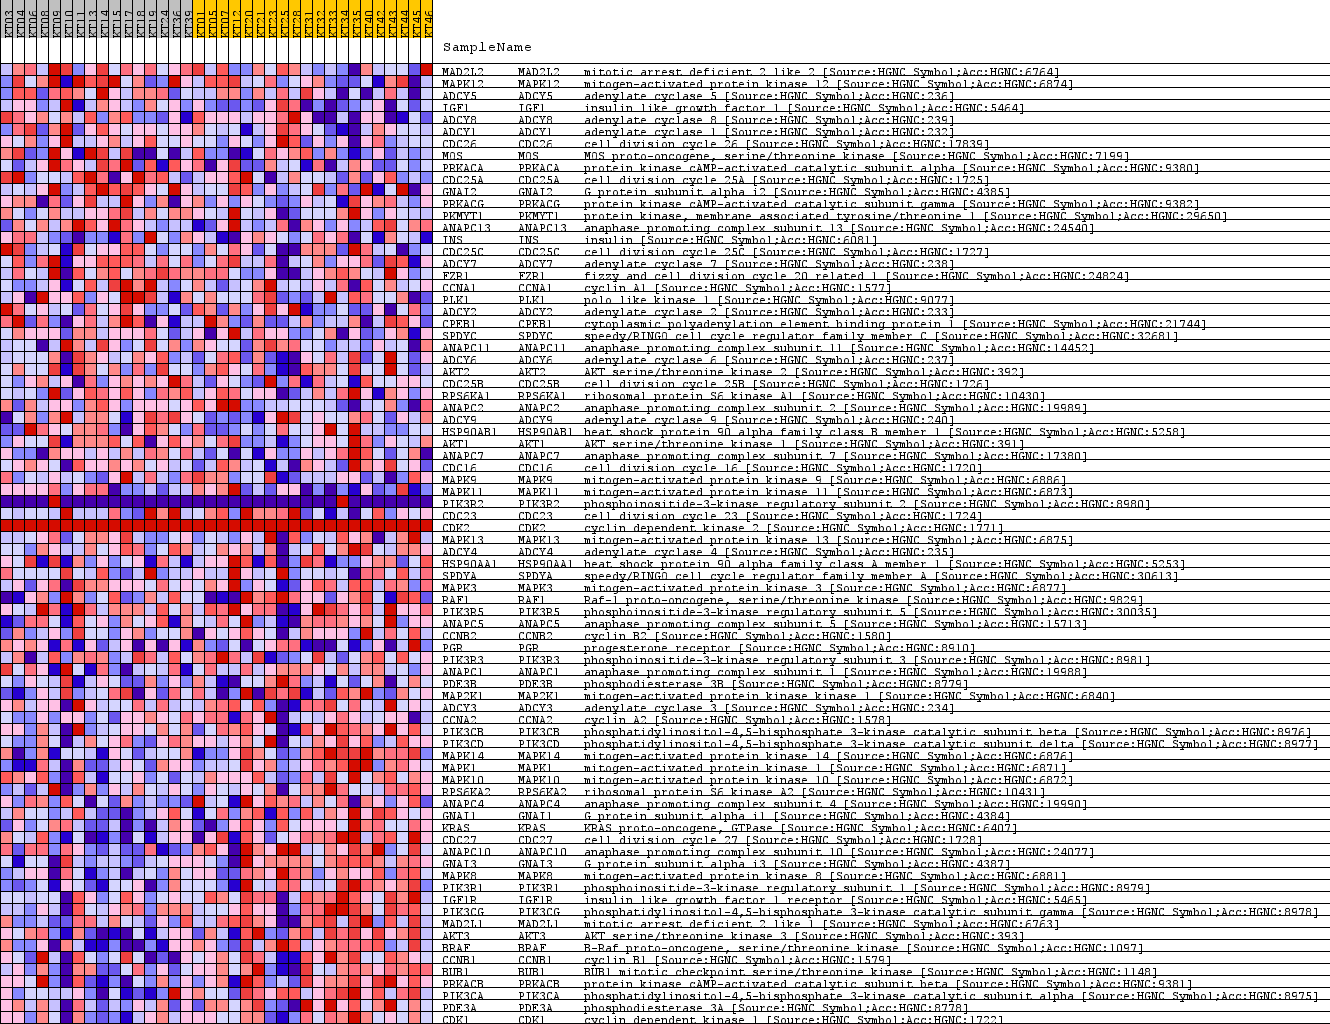 KT03 KT04 KT06 KT08 KT09 KT10 KT11 KT13 KT14 KT15 KT17 KT18 KT19 KT24 KT36 KT39 KT01 KT05 KT07 KT12 KT20 KT21 KT23 KT25 KT28 KT31 KT32 KT33 KT34 KT35 KT40 KT42 KT43 KT44 KT45 KT46
SampleName
MAD2L2 MAD2L2 mitotic arrest deficient 2 like 2 [Source:HGNC Symbol;Acc:HGNC:6764]
MAPK12 MAPK12 mitogen-activated protein kinase 12 [Source:HGNC Symbol;Acc:HGNC:6874]
ADCY5 ADCY5 adenylate cyclase 5 [Source:HGNC Symbol;Acc:HGNC:236]
IGF1 IGF1 insulin like growth factor 1 [Source:HGNC Symbol;Acc:HGNC:5464]
ADCY8 ADCY8 adenylate cyclase 8 [Source:HGNC Symbol;Acc:HGNC:239]
ADCY1 ADCY1 adenylate cyclase 1 [Source:HGNC Symbol;Acc:HGNC:232]
CDC26 CDC26 cell division cycle 26 [Source:HGNC Symbol;Acc:HGNC:17839]
MOS MOS MOS proto-oncogene, serine/threonine kinase [Source:HGNC Symbol;Acc:HGNC:7199]
PRKACA PRKACA protein kinase cAMP-activated catalytic subunit alpha [Source:HGNC Symbol;Acc:HGNC:9380]
CDC25A CDC25A cell division cycle 25A [Source:HGNC Symbol;Acc:HGNC:1725]
GNAI2 GNAI2 G protein subunit alpha i2 [Source:HGNC Symbol;Acc:HGNC:4385]
PRKACG PRKACG protein kinase cAMP-activated catalytic subunit gamma [Source:HGNC Symbol;Acc:HGNC:9382]
PKMYT1 PKMYT1 protein kinase, membrane associated tyrosine/threonine 1 [Source:HGNC Symbol;Acc:HGNC:29650]
ANAPC13 ANAPC13 anaphase promoting complex subunit 13 [Source:HGNC Symbol;Acc:HGNC:24540]
INS INS insulin [Source:HGNC Symbol;Acc:HGNC:6081]
CDC25C CDC25C cell division cycle 25C [Source:HGNC Symbol;Acc:HGNC:1727]
ADCY7 ADCY7 adenylate cyclase 7 [Source:HGNC Symbol;Acc:HGNC:238]
FZR1 FZR1 fizzy and cell division cycle 20 related 1 [Source:HGNC Symbol;Acc:HGNC:24824]
CCNA1 CCNA1 cyclin A1 [Source:HGNC Symbol;Acc:HGNC:1577]
PLK1 PLK1 polo like kinase 1 [Source:HGNC Symbol;Acc:HGNC:9077]
ADCY2 ADCY2 adenylate cyclase 2 [Source:HGNC Symbol;Acc:HGNC:233]
CPEB1 CPEB1 cytoplasmic polyadenylation element binding protein 1 [Source:HGNC Symbol;Acc:HGNC:21744]
SPDYC SPDYC speedy/RINGO cell cycle regulator family member C [Source:HGNC Symbol;Acc:HGNC:32681]
ANAPC11 ANAPC11 anaphase promoting complex subunit 11 [Source:HGNC Symbol;Acc:HGNC:14452]
ADCY6 ADCY6 adenylate cyclase 6 [Source:HGNC Symbol;Acc:HGNC:237]
AKT2 AKT2 AKT serine/threonine kinase 2 [Source:HGNC Symbol;Acc:HGNC:392]
CDC25B CDC25B cell division cycle 25B [Source:HGNC Symbol;Acc:HGNC:1726]
RPS6KA1 RPS6KA1 ribosomal protein S6 kinase A1 [Source:HGNC Symbol;Acc:HGNC:10430]
ANAPC2 ANAPC2 anaphase promoting complex subunit 2 [Source:HGNC Symbol;Acc:HGNC:19989]
ADCY9 ADCY9 adenylate cyclase 9 [Source:HGNC Symbol;Acc:HGNC:240]
HSP90AB1 HSP90AB1 heat shock protein 90 alpha family class B member 1 [Source:HGNC Symbol;Acc:HGNC:5258]
AKT1 AKT1 AKT serine/threonine kinase 1 [Source:HGNC Symbol;Acc:HGNC:391]
ANAPC7 ANAPC7 anaphase promoting complex subunit 7 [Source:HGNC Symbol;Acc:HGNC:17380]
CDC16 CDC16 cell division cycle 16 [Source:HGNC Symbol;Acc:HGNC:1720]
MAPK9 MAPK9 mitogen-activated protein kinase 9 [Source:HGNC Symbol;Acc:HGNC:6886]
MAPK11 MAPK11 mitogen-activated protein kinase 11 [Source:HGNC Symbol;Acc:HGNC:6873]
PIK3R2 PIK3R2 phosphoinositide-3-kinase regulatory subunit 2 [Source:HGNC Symbol;Acc:HGNC:8980]
CDC23 CDC23 cell division cycle 23 [Source:HGNC Symbol;Acc:HGNC:1724]
CDK2 CDK2 cyclin dependent kinase 2 [Source:HGNC Symbol;Acc:HGNC:1771]
MAPK13 MAPK13 mitogen-activated protein kinase 13 [Source:HGNC Symbol;Acc:HGNC:6875]
ADCY4 ADCY4 adenylate cyclase 4 [Source:HGNC Symbol;Acc:HGNC:235]
HSP90AA1 HSP90AA1 heat shock protein 90 alpha family class A member 1 [Source:HGNC Symbol;Acc:HGNC:5253]
SPDYA SPDYA speedy/RINGO cell cycle regulator family member A [Source:HGNC Symbol;Acc:HGNC:30613]
MAPK3 MAPK3 mitogen-activated protein kinase 3 [Source:HGNC Symbol;Acc:HGNC:6877]
RAF1 RAF1 Raf-1 proto-oncogene, serine/threonine kinase [Source:HGNC Symbol;Acc:HGNC:9829]
PIK3R5 PIK3R5 phosphoinositide-3-kinase regulatory subunit 5 [Source:HGNC Symbol;Acc:HGNC:30035]
ANAPC5 ANAPC5 anaphase promoting complex subunit 5 [Source:HGNC Symbol;Acc:HGNC:15713]
CCNB2 CCNB2 cyclin B2 [Source:HGNC Symbol;Acc:HGNC:1580]
PGR PGR progesterone receptor [Source:HGNC Symbol;Acc:HGNC:8910]
PIK3R3 PIK3R3 phosphoinositide-3-kinase regulatory subunit 3 [Source:HGNC Symbol;Acc:HGNC:8981]
ANAPC1 ANAPC1 anaphase promoting complex subunit 1 [Source:HGNC Symbol;Acc:HGNC:19988]
PDE3B PDE3B phosphodiesterase 3B [Source:HGNC Symbol;Acc:HGNC:8779]
MAP2K1 MAP2K1 mitogen-activated protein kinase kinase 1 [Source:HGNC Symbol;Acc:HGNC:6840]
ADCY3 ADCY3 adenylate cyclase 3 [Source:HGNC Symbol;Acc:HGNC:234]
CCNA2 CCNA2 cyclin A2 [Source:HGNC Symbol;Acc:HGNC:1578]
PIK3CB PIK3CB phosphatidylinositol-4,5-bisphosphate 3-kinase catalytic subunit beta [Source:HGNC Symbol;Acc:HGNC:8976]
PIK3CD PIK3CD phosphatidylinositol-4,5-bisphosphate 3-kinase catalytic subunit delta [Source:HGNC Symbol;Acc:HGNC:8977]
MAPK14 MAPK14 mitogen-activated protein kinase 14 [Source:HGNC Symbol;Acc:HGNC:6876]
MAPK1 MAPK1 mitogen-activated protein kinase 1 [Source:HGNC Symbol;Acc:HGNC:6871]
MAPK10 MAPK10 mitogen-activated protein kinase 10 [Source:HGNC Symbol;Acc:HGNC:6872]
RPS6KA2 RPS6KA2 ribosomal protein S6 kinase A2 [Source:HGNC Symbol;Acc:HGNC:10431]
ANAPC4 ANAPC4 anaphase promoting complex subunit 4 [Source:HGNC Symbol;Acc:HGNC:19990]
GNAI1 GNAI1 G protein subunit alpha i1 [Source:HGNC Symbol;Acc:HGNC:4384]
KRAS KRAS KRAS proto-oncogene, GTPase [Source:HGNC Symbol;Acc:HGNC:6407]
CDC27 CDC27 cell division cycle 27 [Source:HGNC Symbol;Acc:HGNC:1728]
ANAPC10 ANAPC10 anaphase promoting complex subunit 10 [Source:HGNC Symbol;Acc:HGNC:24077]
GNAI3 GNAI3 G protein subunit alpha i3 [Source:HGNC Symbol;Acc:HGNC:4387]
MAPK8 MAPK8 mitogen-activated protein kinase 8 [Source:HGNC Symbol;Acc:HGNC:6881]
PIK3R1 PIK3R1 phosphoinositide-3-kinase regulatory subunit 1 [Source:HGNC Symbol;Acc:HGNC:8979]
IGF1R IGF1R insulin like growth factor 1 receptor [Source:HGNC Symbol;Acc:HGNC:5465]
PIK3CG PIK3CG phosphatidylinositol-4,5-bisphosphate 3-kinase catalytic subunit gamma [Source:HGNC Symbol;Acc:HGNC:8978]
MAD2L1 MAD2L1 mitotic arrest deficient 2 like 1 [Source:HGNC Symbol;Acc:HGNC:6763]
AKT3 AKT3 AKT serine/threonine kinase 3 [Source:HGNC Symbol;Acc:HGNC:393]
BRAF BRAF B-Raf proto-oncogene, serine/threonine kinase [Source:HGNC Symbol;Acc:HGNC:1097]
CCNB1 CCNB1 cyclin B1 [Source:HGNC Symbol;Acc:HGNC:1579]
BUB1 BUB1 BUB1 mitotic checkpoint serine/threonine kinase [Source:HGNC Symbol;Acc:HGNC:1148]
PRKACB PRKACB protein kinase cAMP-activated catalytic subunit beta [Source:HGNC Symbol;Acc:HGNC:9381]
PIK3CA PIK3CA phosphatidylinositol-4,5-bisphosphate 3-kinase catalytic subunit alpha [Source:HGNC Symbol;Acc:HGNC:8975]
PDE3A PDE3A phosphodiesterase 3A [Source:HGNC Symbol;Acc:HGNC:8778]
CDK1 CDK1 cyclin dependent kinase 1 [Source:HGNC Symbol;Acc:HGNC:1722]